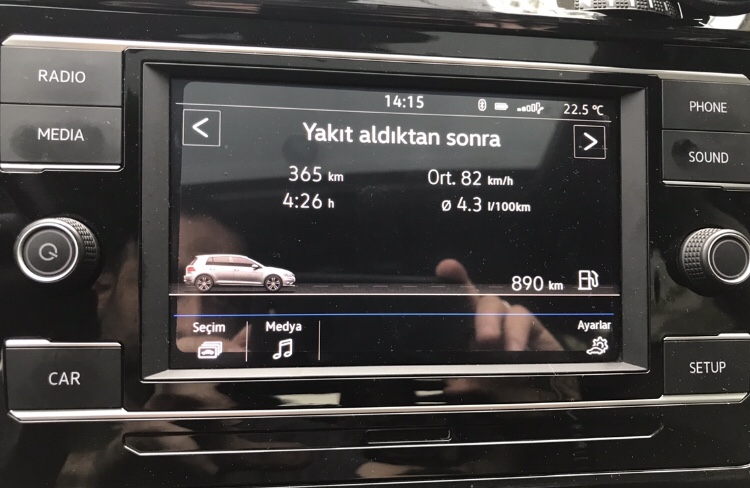 RADIO
MEDIA
CAR
PHONE
SOUND
SETUP
14:15
22.5 °C
Yakıt aldıktan sonra
365 km
Ort. 82 km/h
4:26 h
ø 4.3 l/100km
890 km
Seçim
Medya
Ayarlar